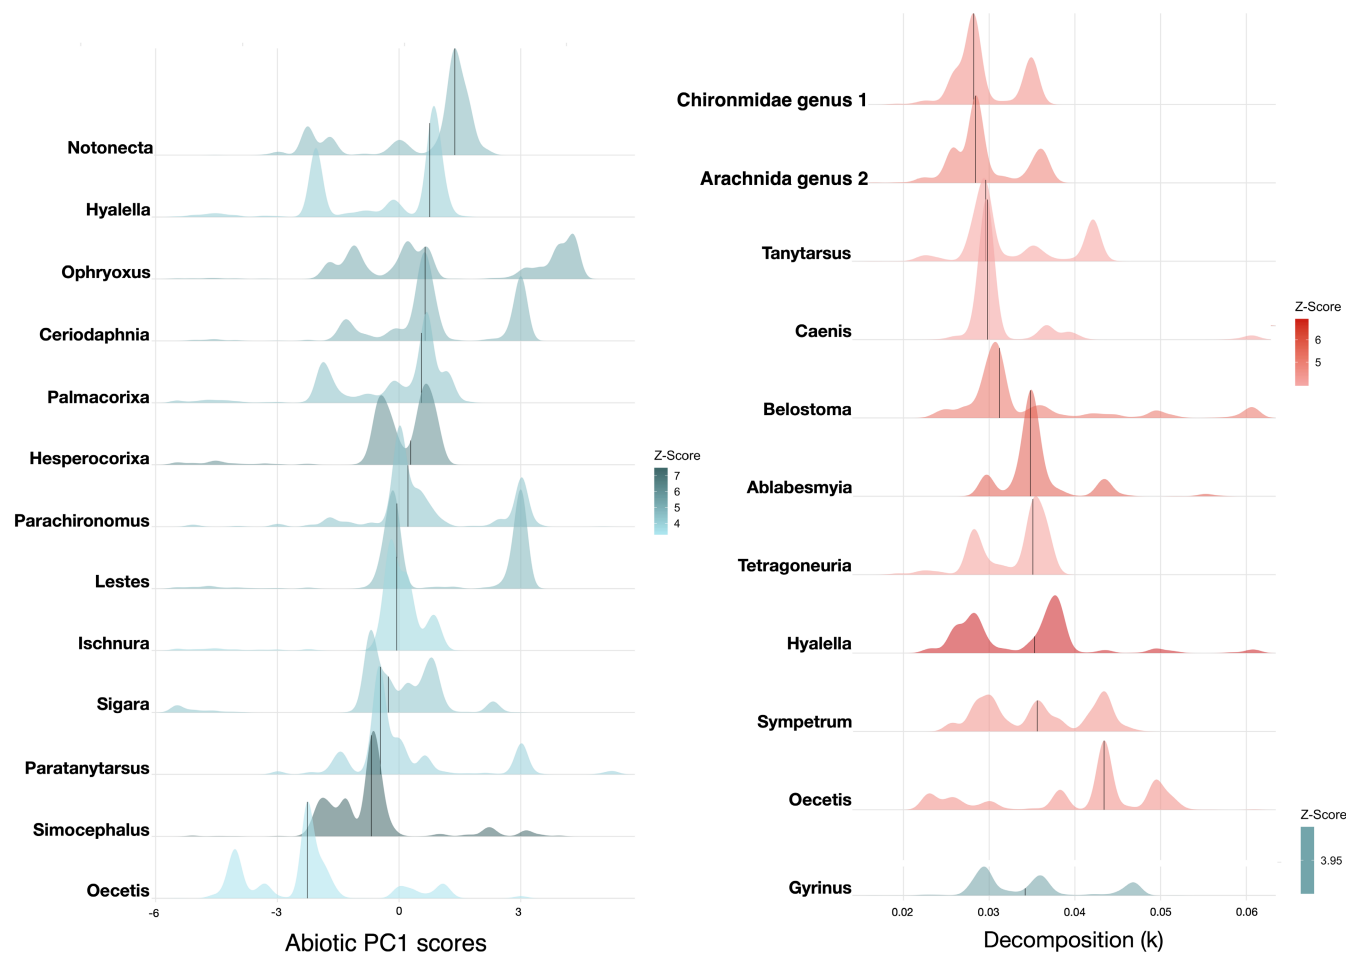 Notonecta
Hyalella
Ophryoxus
Ceriodaphnia
Palmacorixa
Hesperocorixa
Parachironomus
Lestes
Ischnura
Sigara
Paratanytarsus
Simocephalus
Oecetis
-6 -3 0 3
Abiotic PC1 scores
Z-Score
7
6
5
4
Chironmidae genus 1
Arachnida genus 2
Tanytarsus
Caenis
Belostoma
Ablabesmyia
Tetragoneuria
Hyalella
Sympetrum
Oecetis
Gyrinus
0.02 0.03 0.04 0.05 0.06
Decomposition (k)
Z-Score
6
5
Z-Score
3.95